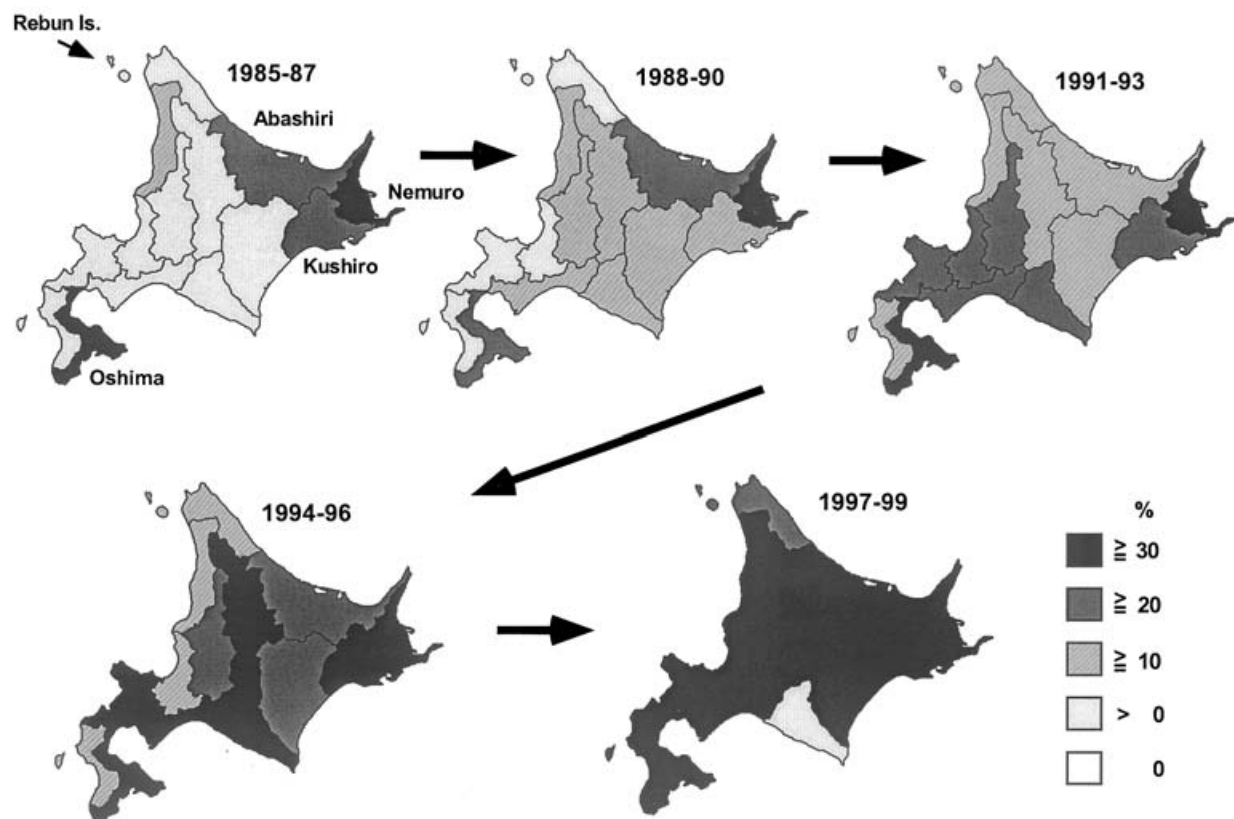 Rebun Is.
1985-87
1988-90
1991-93
Abashiri
Nemuro
Kushiro
Oshima
1994-96
1997-99
%
≧ 30
≧ 20
≧ 10
> 0
0